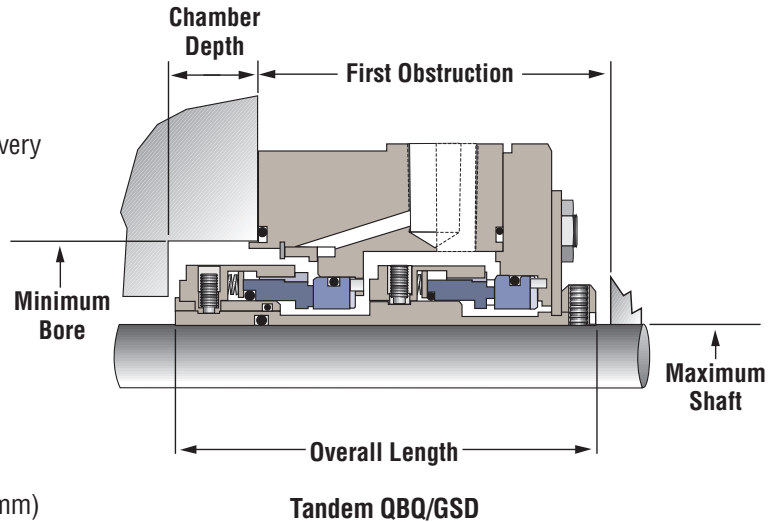 Chamber
Depth
First Obstruction
very
Minimum
Bore
Maximum
Shaft
Overall Length
mm)
Tandem QBQ/GSD